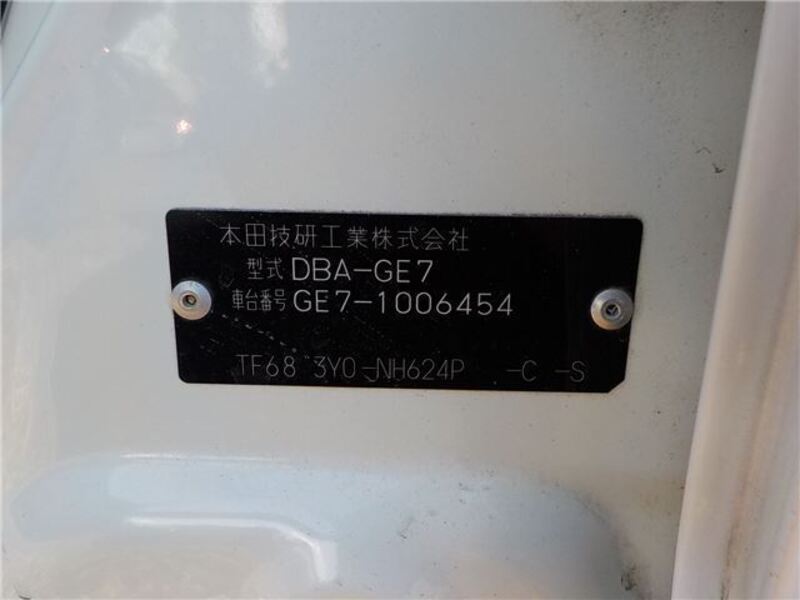 本田技研工業株式会社
型式 DBA-GE7
車台番号 GE7-1006454
TF68 3Y0-NH624P -C -S